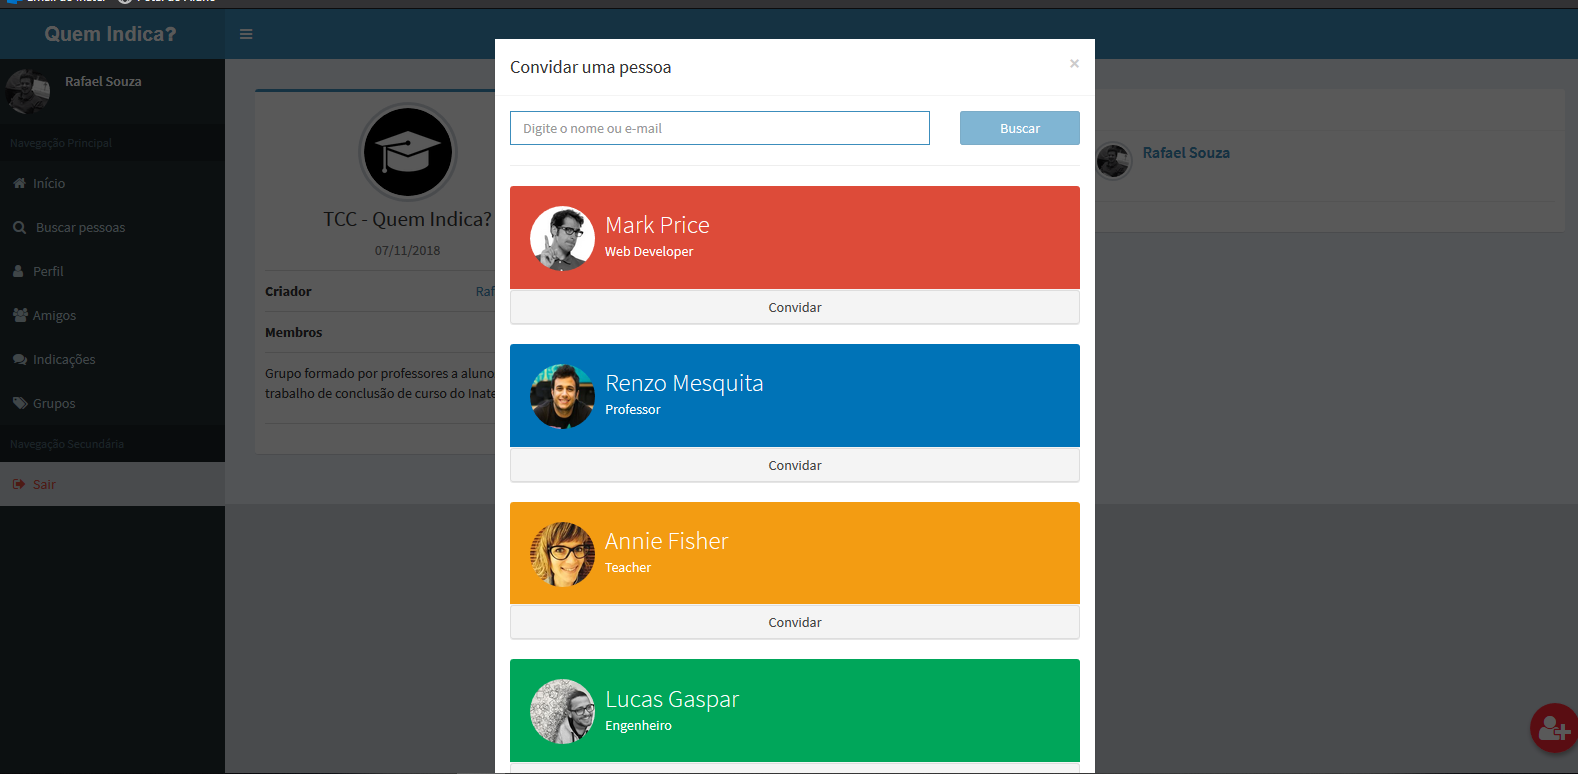 Quem Indica?
Rafael Souza
Navegação Principal
Início
Buscar pessoas
Perfil
Amigos
Indicações
Grupos
Navegação Secundária
Sair
TCC - Quem Indica?
07/11/2018
Criador
Raf
Membros
Grupo formado por professores a aluno
trabalho de conclusão de curso do Inate
Convidar uma pessoa
×
Digite o nome ou e-mail
Buscar
Mark Price
Web Developer
Convidar
Renzo Mesquita
Professor
Convidar
Annie Fisher
Teacher
Convidar
Lucas Gaspar
Engenheiro
Rafael Souza